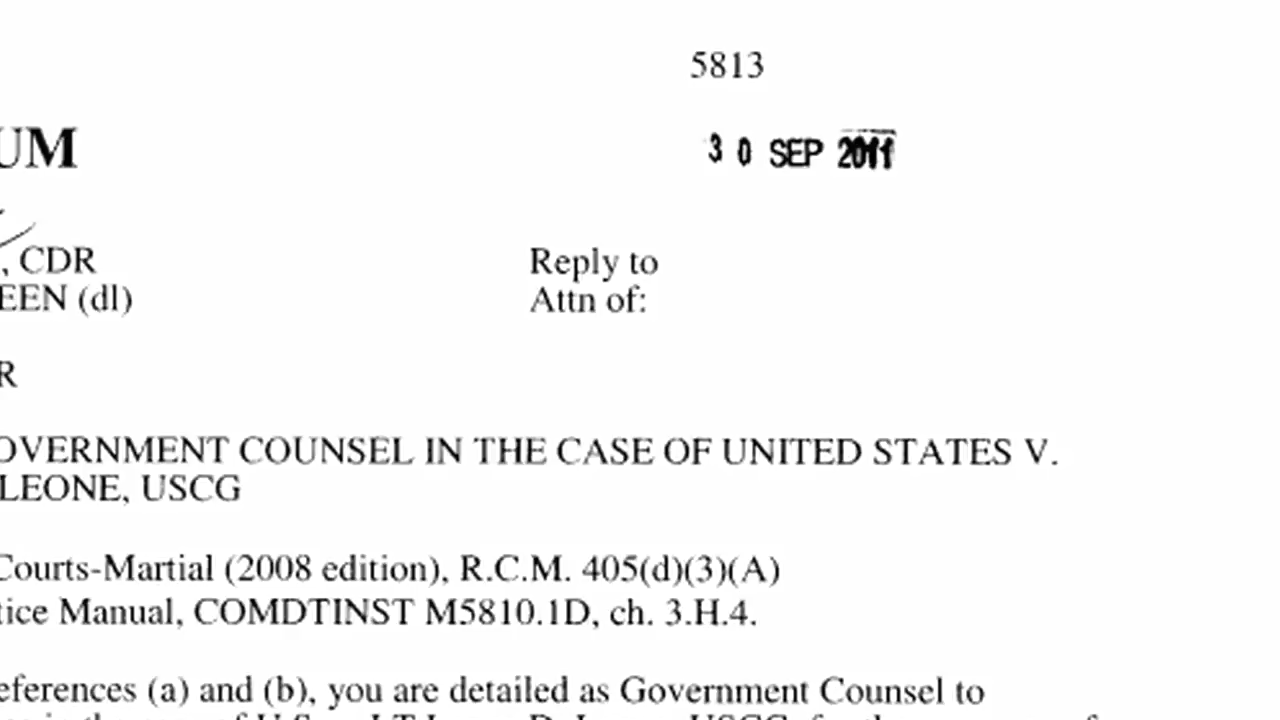 5813
UM
3 0 SEP 2011
, CDR
Reply to
EEN (dl)
Attn of:
R
OVERNMENT COUNSEL IN THE CASE OF UNITED STATES V.
LEONE, USCG
Courts-Martial (2008 edition), R.C.M. 405(d)(3)(A)
tice Manual, COMDTINST M5810.1D, ch. 3.H.4.
eferences (a) and (b), you are detailed as Government Counsel to